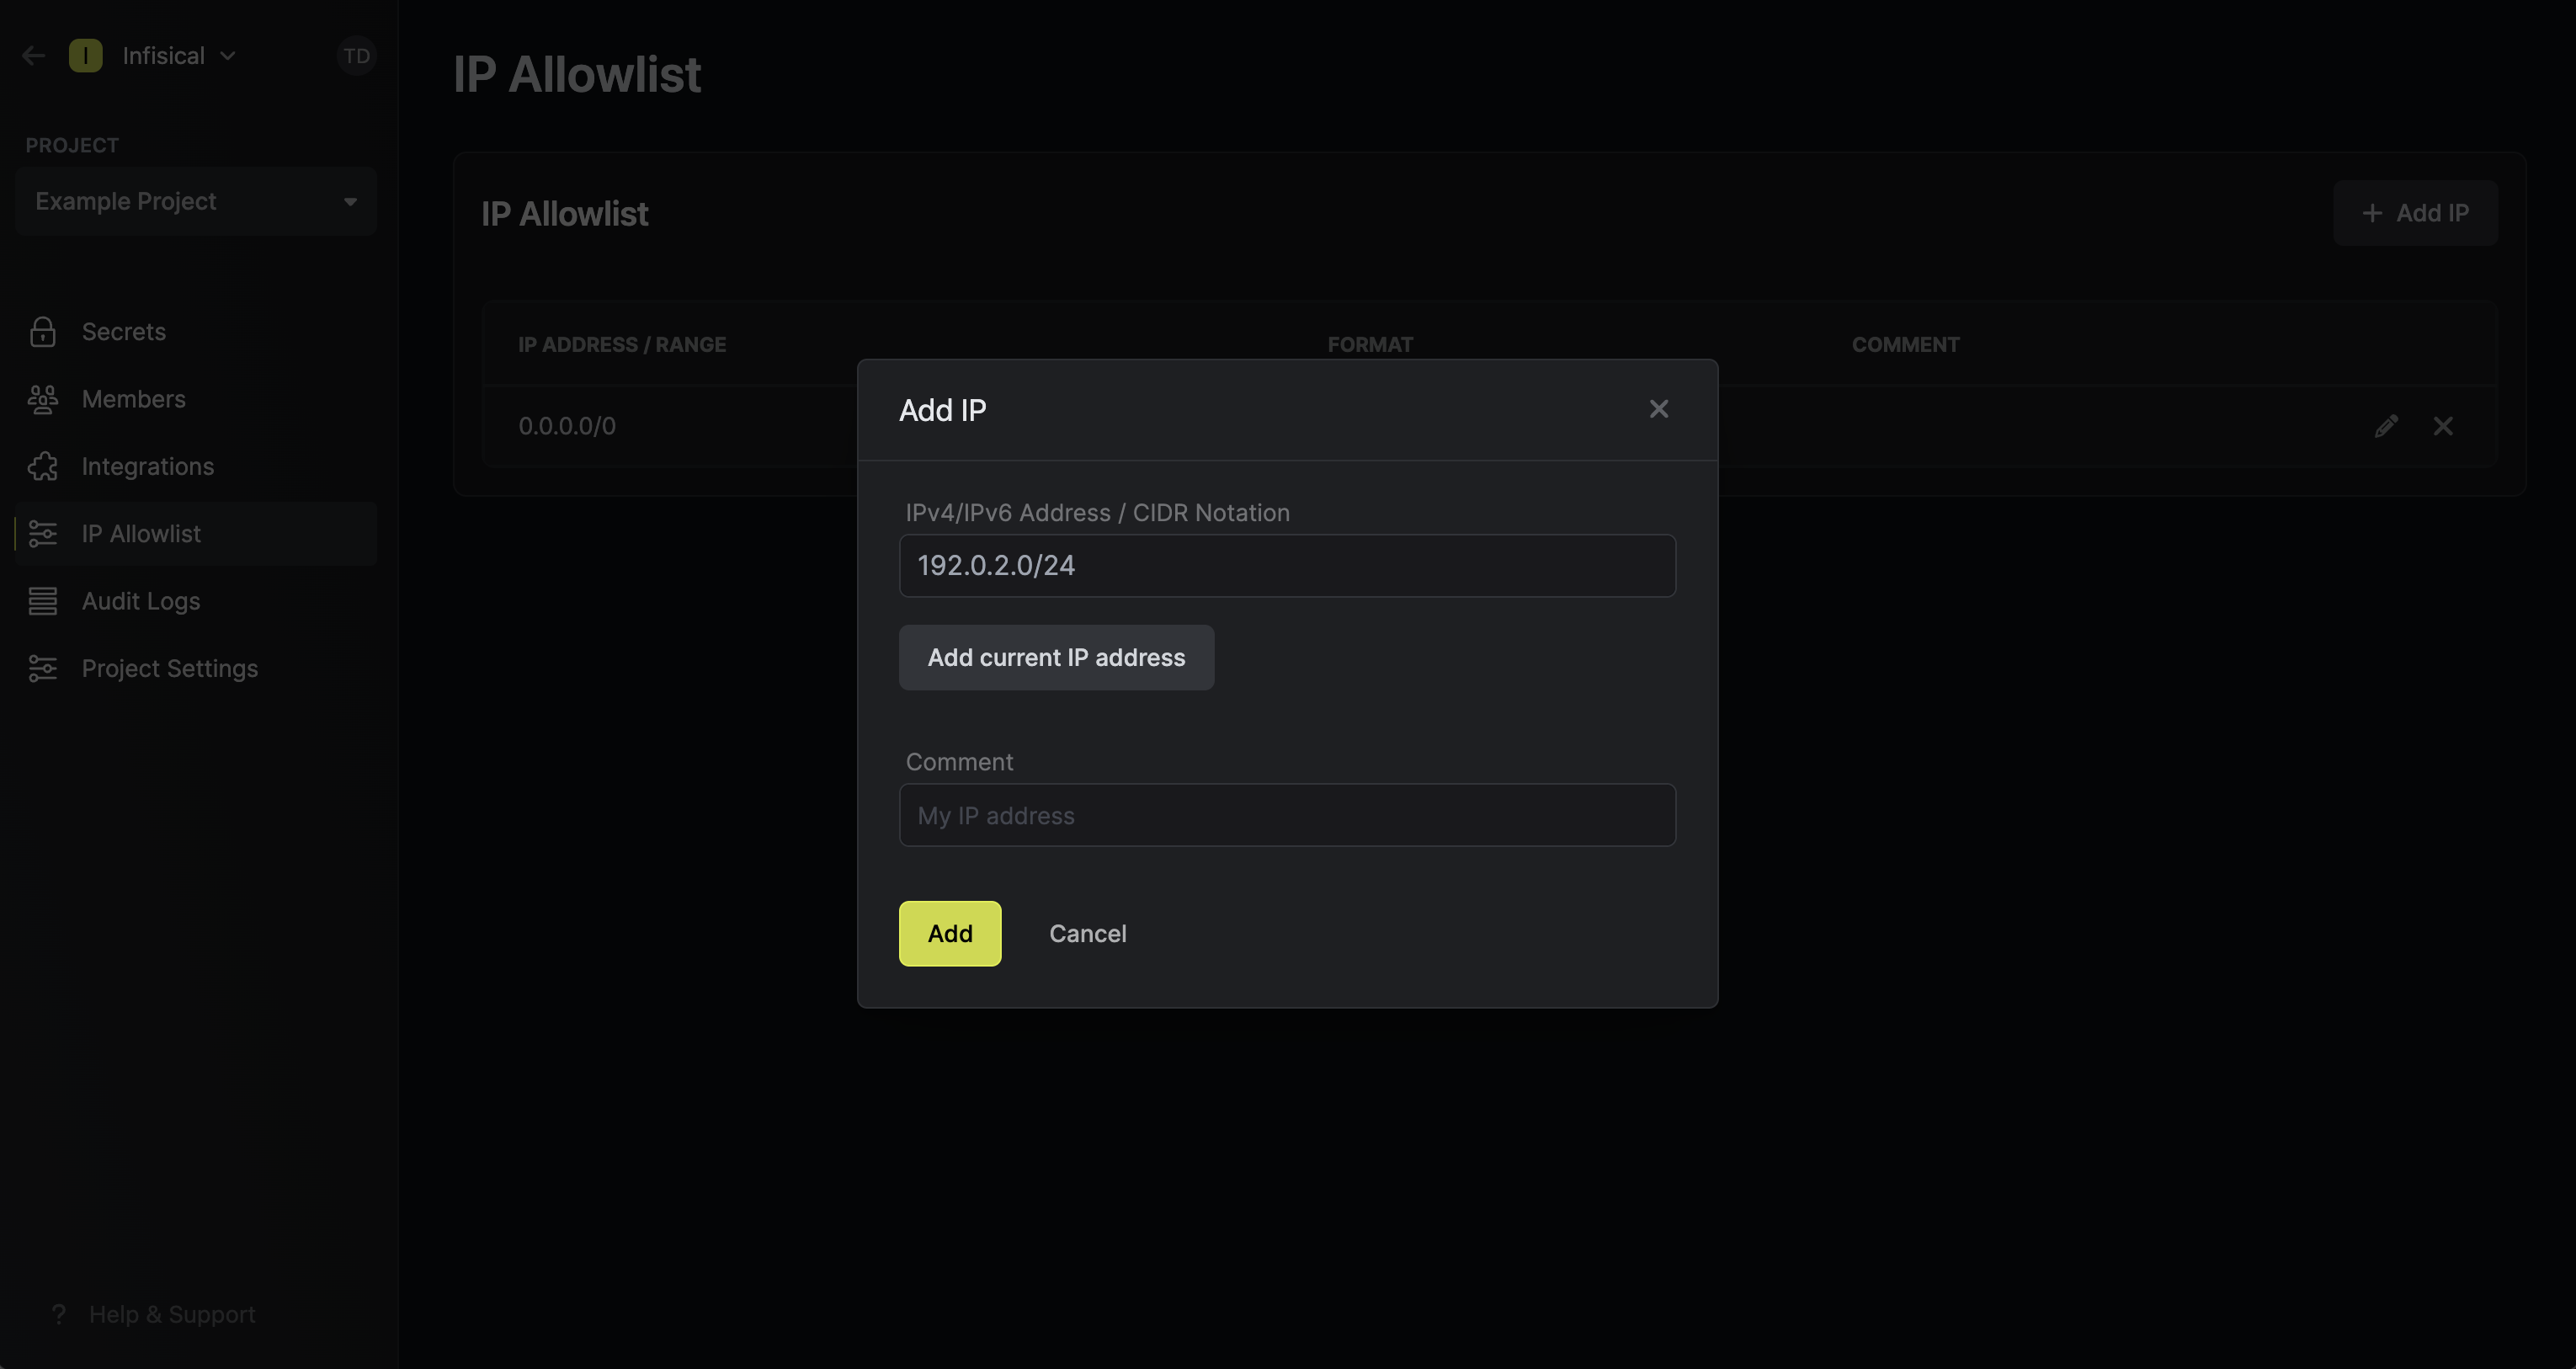 I Infisical TD
PROJECT
Example Project
Secrets
Members
Integrations
IP Allowlist
Audit Logs
Project Settings
? Help & Support
IP Allowlist
IP Allowlist
+ Add IP
IP ADDRESS / RANGE FORMAT COMMENT
0.0.0.0/0
Add IP
IPv4/IPv6 Address / CIDR Notation
192.0.2.0/24
Add current IP address
Comment
My IP address
Add Cancel